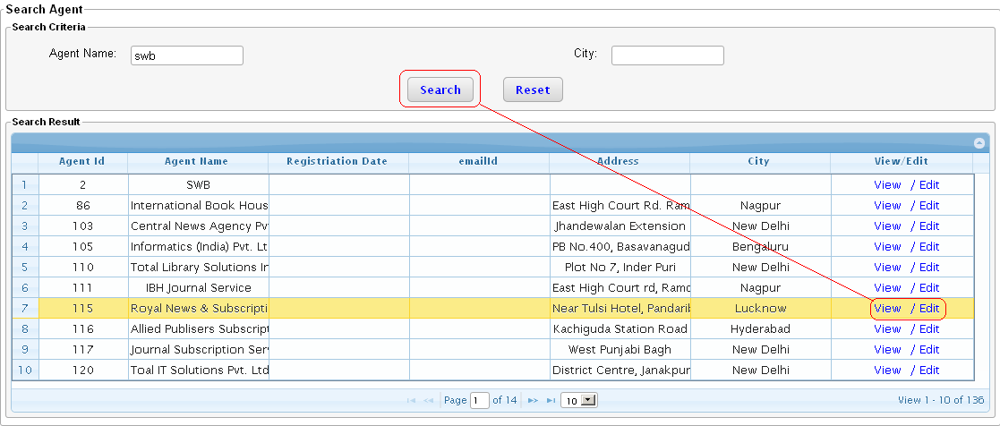 Search Agent
Search Criteria
Agent Name: swb City:
Search Reset
Search Result
Agent Id Agent Name Registriation Date emailId Address City View/Edit
1 2 SWB View / Edit
2 86 International Book Hous East High Court Rd. Ram Nagpur View / Edit
3 103 Central News Agency Pv Jhandewalan Extension New Delhi View / Edit
4 105 Informatics (India) Pvt. Lt PB No.400, Basavanagud Bengaluru View / Edit
5 110 Total Library Solutions In Plot No 7, Inder Puri New Delhi View / Edit
6 111 IBH Journal Service East High Court rd, Ramd Nagpur View / Edit
7 115 Royal News & Subscripti Near Tulsi Hotel, Pandarib Lucknow View / Edit
8 116 Allied Publisers Subscript Kachiguda Station Road Hyderabad View / Edit
9 117 Journal Subscription Ser West Punjabi Bagh New Delhi View / Edit
10 120 Toal IT Solutions Pvt. Ltd District Centre, Janakpur New Delhi View / Edit
Page 1 of 14 10 View 1 - 10 of 136